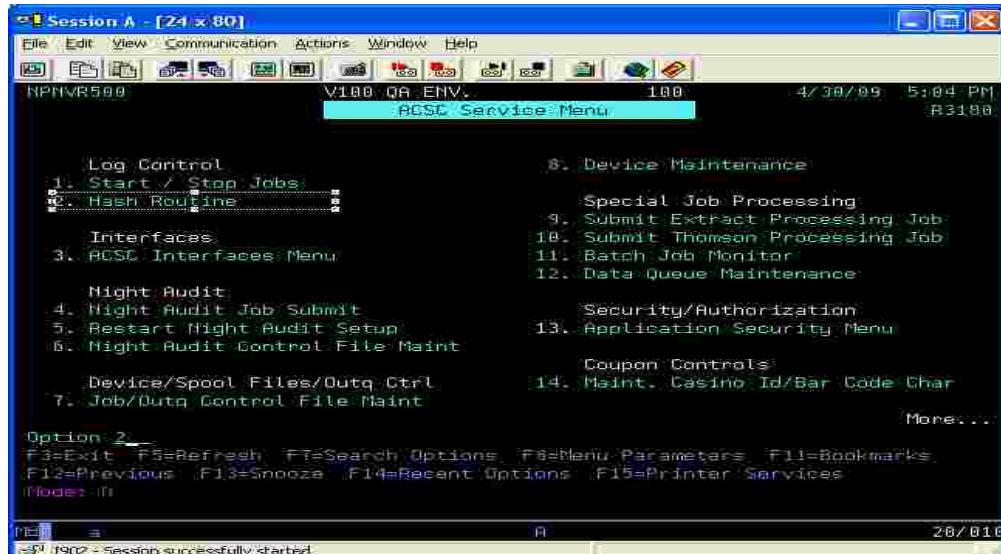 Session A - [24 x 80]
File Edit View Communication Actions Window Help
NPNVR500 V100 QA ENV. 100 4/30/09 5:04 PM
ACSC Service Menu R3180
Log Control
1. Start / Stop Jobs
2. Hash Routine
Interfaces
3. ACSC Interfaces Menu
Night Audit
4. Night Audit Job Submit
5. Restart Night Audit Setup
6. Night Audit Control File Maint
Device/Spool Files/Outq Ctrl
7. Job/Outq Control File Maint
8. Device Maintenance
Special Job Processing
9. Submit Extract Processing Job
10. Submit Thomson Processing Job
11. Batch Job Monitor
12. Data Queue Maintenance
Security/Authorization
13. Application Security Menu
Coupon Controls
14. Maint. Casino Id/Bar Code Char
More...
Option 2
F3=Exit F5=Refresh F7=Search Options F8=Menu Parameters F11=Bookmarks
F12=Previous F13=Snooze F14=Recent Options F15=Printer Services
Mode:
A 20/010
I902 - Session successfully started